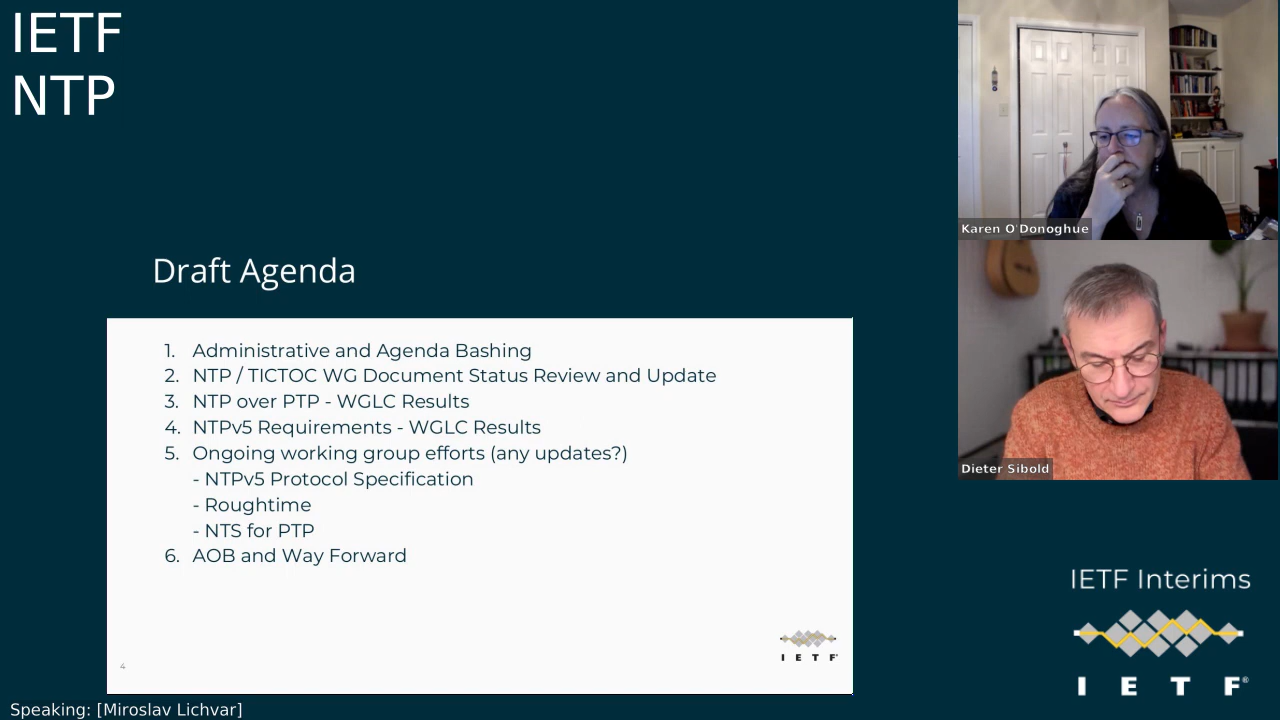 IETF
NTP
Karen O'Donoghue
Draft Agenda
Dieter Sibold
1. Administrative and Agenda Bashing
2. NTP / TICTOC WG Document Status Review and Update
3. NTP over PTP - WGLC Results
4. NTPv5 Requirements - WGLC Results
5. Ongoing working group efforts (any updates?)
- NTPv5 Protocol Specification
- Roughtime
- NTS for PTP
6. AOB and Way Forward
I E T F®
4
IETF Interims
I E T F®
Speaking: [Miroslav Lichvar]